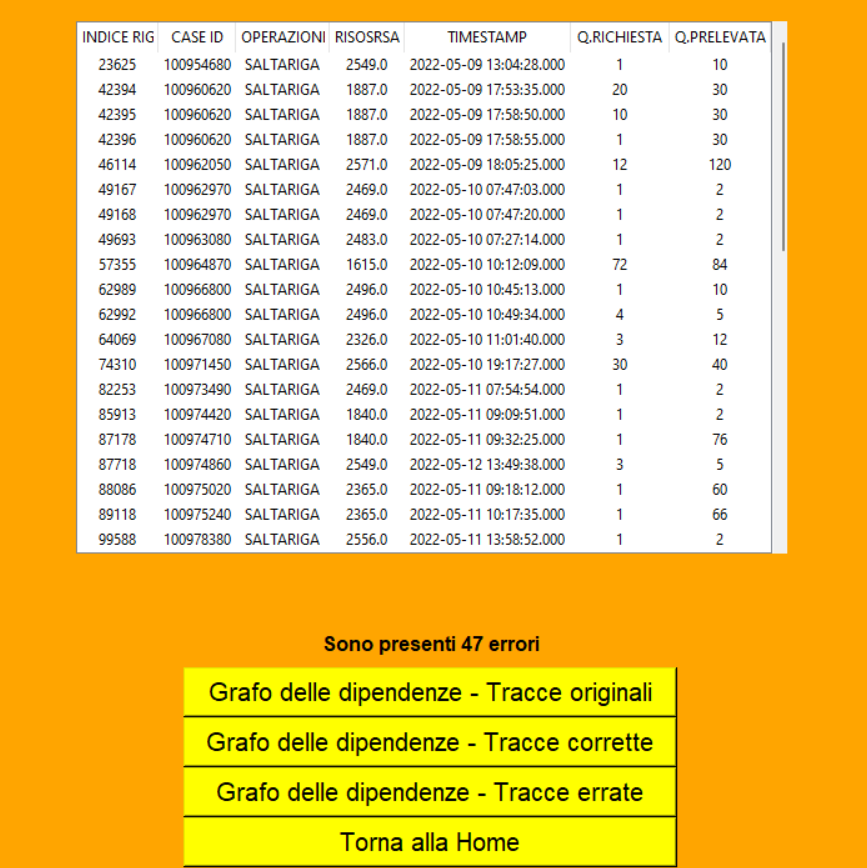 INDICE RIG CASE ID OPERAZIONI RISOSRSA TIMESTAMP Q.RICHIESTA Q.PRELEVATA
23625 100954680 SALTARIGA 2549.0 2022-05-09 13:04:28.000 1 10
42394 100960620 SALTARIGA 1887.0 2022-05-09 17:53:35.000 20 30
42395 100960620 SALTARIGA 1887.0 2022-05-09 17:58:50.000 10 30
42396 100960620 SALTARIGA 1887.0 2022-05-09 17:58:55.000 1 30
46114 100962050 SALTARIGA 2571.0 2022-05-09 18:05:25.000 12 120
49167 100962970 SALTARIGA 2469.0 2022-05-10 07:47:03.000 1 2
49168 100962970 SALTARIGA 2469.0 2022-05-10 07:47:20.000 1 2
49693 100963080 SALTARIGA 2483.0 2022-05-10 07:27:14.000 1 2
57355 100964870 SALTARIGA 1615.0 2022-05-10 10:12:09.000 72 84
62989 100966800 SALTARIGA 2496.0 2022-05-10 10:45:13.000 1 10
62992 100966800 SALTARIGA 2496.0 2022-05-10 10:49:34.000 4 5
64069 100967080 SALTARIGA 2326.0 2022-05-10 11:01:40.000 3 12
74310 100971450 SALTARIGA 2566.0 2022-05-10 19:17:27.000 30 40
82253 100973490 SALTARIGA 2469.0 2022-05-11 07:54:54.000 1 2
85913 100974420 SALTARIGA 1840.0 2022-05-11 09:09:51.000 1 2
87178 100974710 SALTARIGA 1840.0 2022-05-11 09:32:25.000 1 76
87718 100974860 SALTARIGA 2549.0 2022-05-12 13:49:38.000 3 5
88086 100975020 SALTARIGA 2365.0 2022-05-11 09:18:12.000 1 60
89118 100975240 SALTARIGA 2365.0 2022-05-11 10:17:35.000 1 66
99588 100978380 SALTARIGA 2556.0 2022-05-11 13:58:52.000 1 2
Sono presenti 47 errori
Grafo delle dipendenze - Tracce originali
Grafo delle dipendenze - Tracce corrette
Grafo delle dipendenze - Tracce errate
Torna alla Home